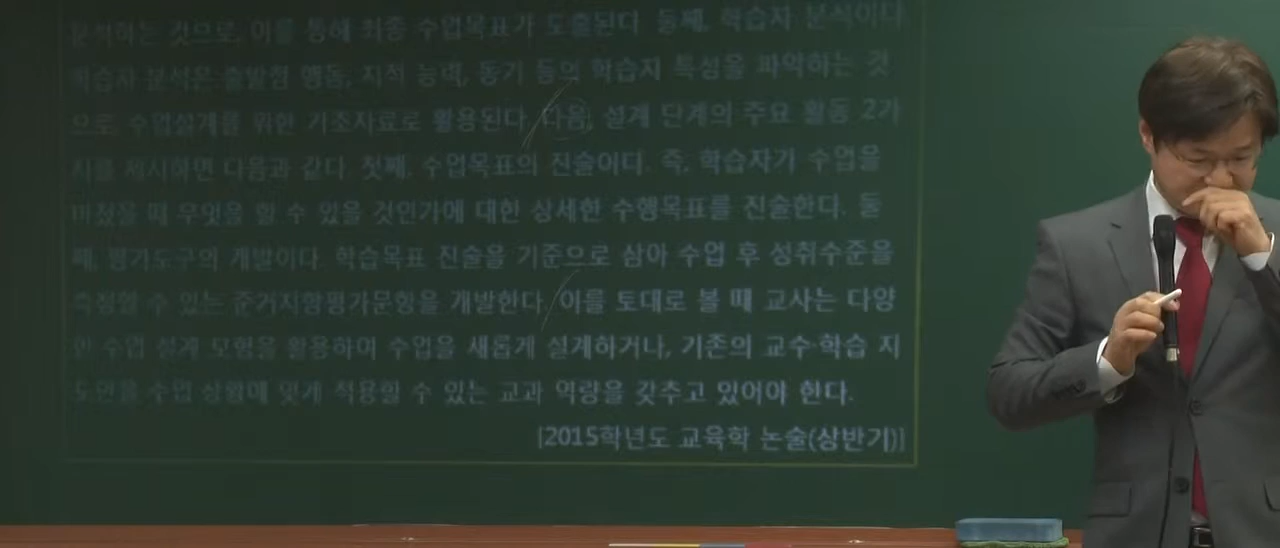 분석하는 것으로, 이를 통해 최종 수업목표가 도출된다. 둘째, 학습자 분석이다.
학습자 분석은 출발점 행동, 지적 능력, 동기 등의 학습자 특성을 파악하는 것
으로, 수업설계를 위한 기초자료로 활용된다. 다음, 설계 단계의 주요 활동 2가
지를 제시하면 다음과 같다. 첫째, 수업목표의 진술이다. 즉, 학습자가 수업을
마쳤을 때 무엇을 할 수 있을 것인가에 대한 상세한 수행목표를 진술한다. 둘
째, 평가도구의 개발이다. 학습목표 진술을 기준으로 삼아 수업 후 성취수준을
측정할 수 있는 준거지향평가문항을 개발한다. 이를 토대로 볼 때 교사는 다양
한 수업 설계 모형을 활용하여 수업을 새롭게 설계하거나, 기존의 교수·학습 지
도안을 수업 상황에 맞게 적용할 수 있는 교과 역량을 갖추고 있어야 한다.
[2015학년도 교육학 논술(상반기)]